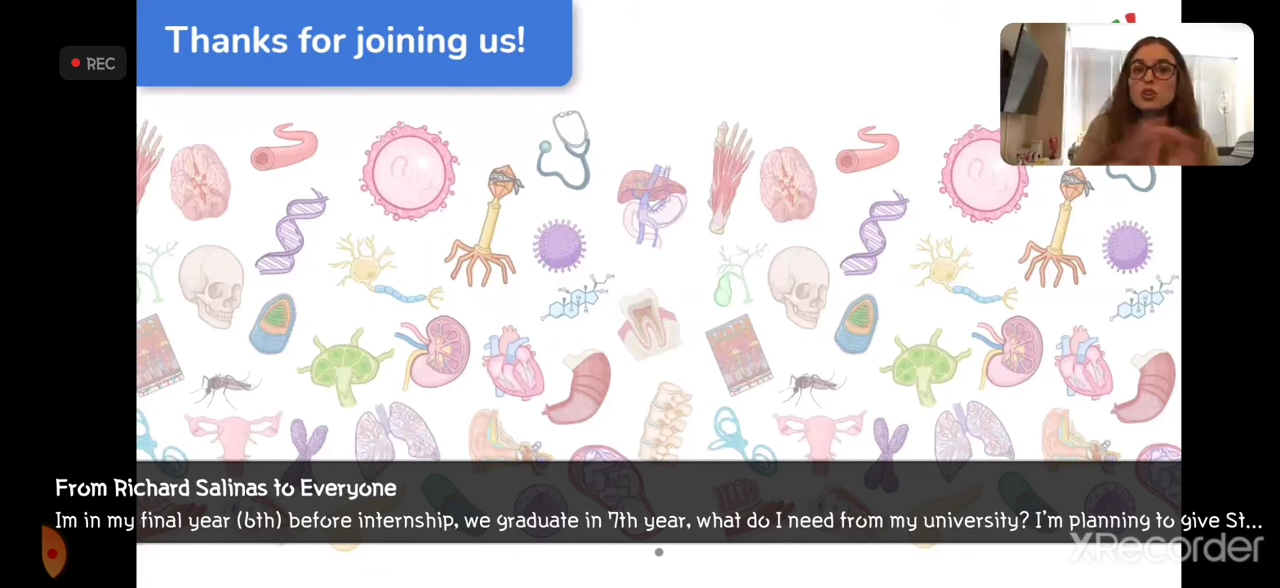 Thanks for joining us!
REC
From Richard Salinas to Everyone
Im in my final year (6th) before internship, we graduate in 7th year, what do I need from my university? I'm planning to give St...
XRecorder